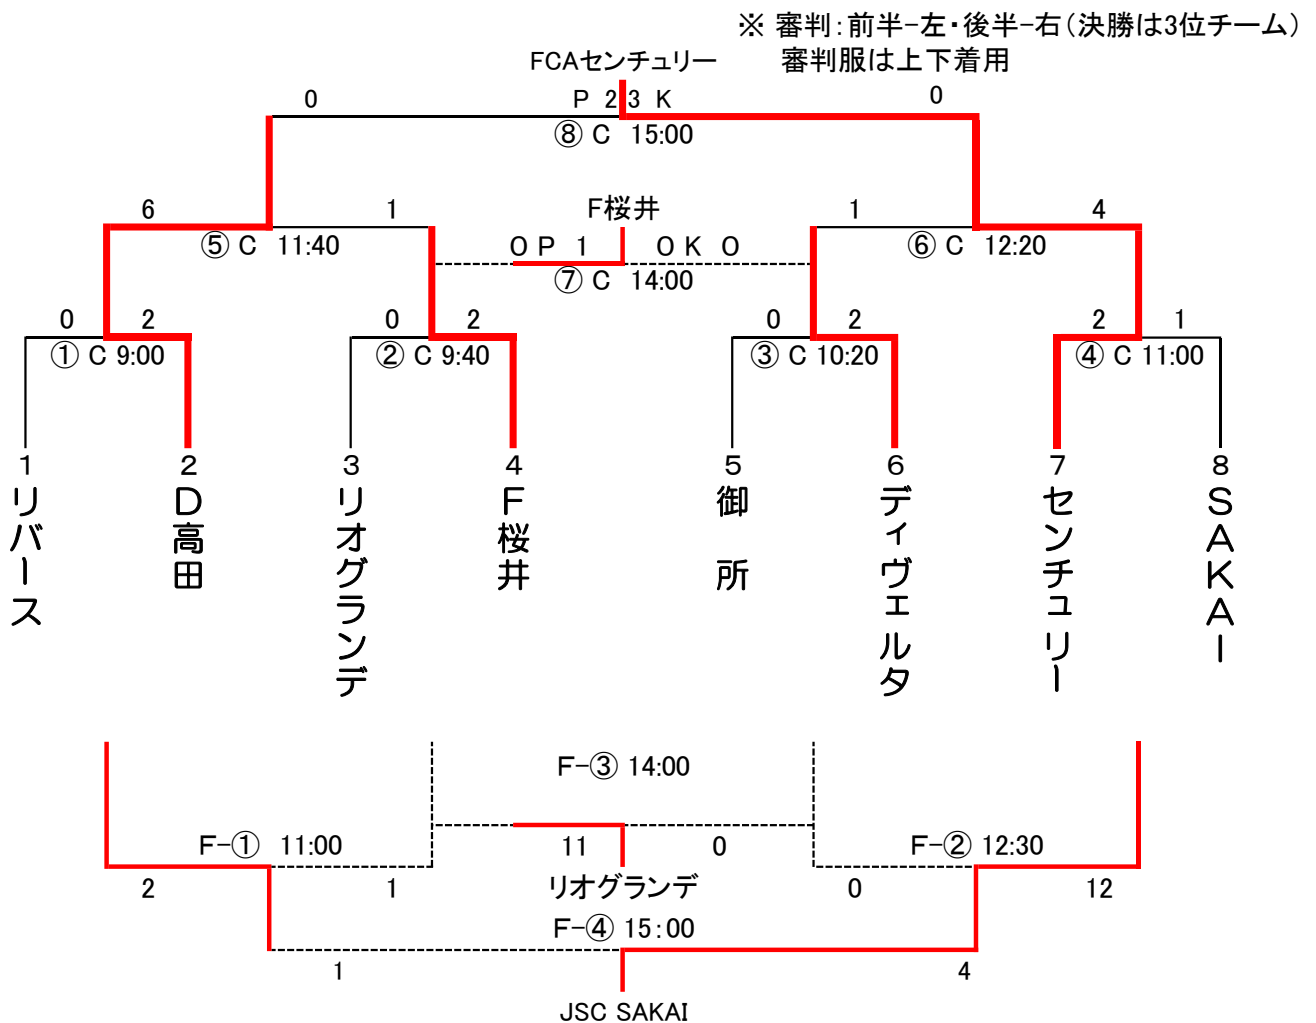 ※ 審判：前半−左・後半−右（決勝は3位チーム）
FCAセンチュリー 審判服は上下着用
0 P 2 3 K 0
⑧ C 15:00
6 1 F桜井 1 4
⑤ C 11:40 0 P 1 0 K 0 ⑥ C 12:20
⑦ C 14:00
0 2 0 2 0 2 2 1
① C 9:00 ② C 9:40 ③ C 10:20 ④ C 11:00
1 2 3 4 5 6 7 8
リバース
D高田
リオグランデ
F桜井
御所
ディヴェルタ
センチュリー
SAKAI
F−③ 14:00
F−① 11:00 11 0 F−② 12:30
2 1 リオグランデ 0 12
F−④ 15:00
1 4
JSC SAKAI